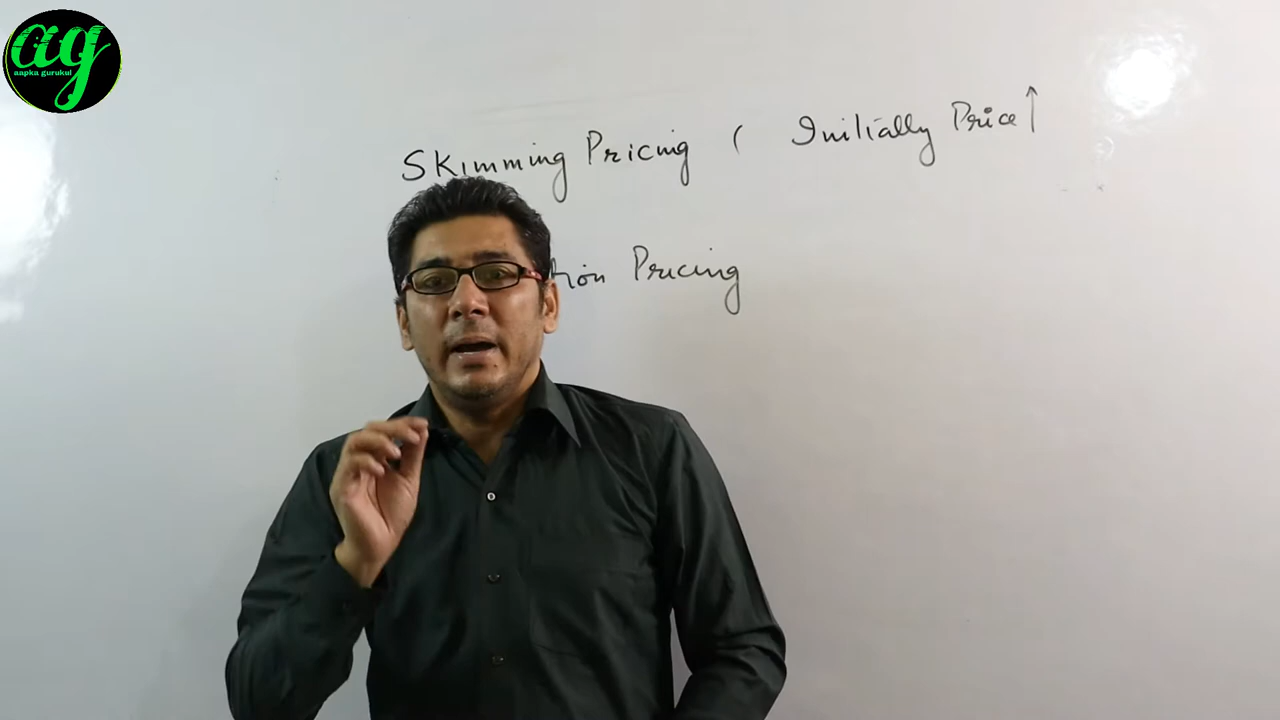 ag
aapka gurukul
Skimming Pricing ( Initially Price ↑
Pricing